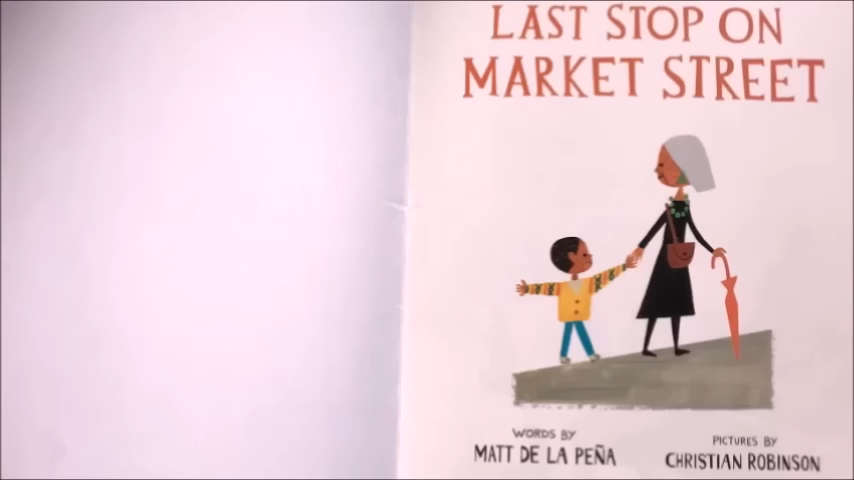 LAST STOP ON
MARKET STREET
WORDS BY
MATT DE LA PEÑA
PICTURES BY
CHRISTIAN ROBINSON